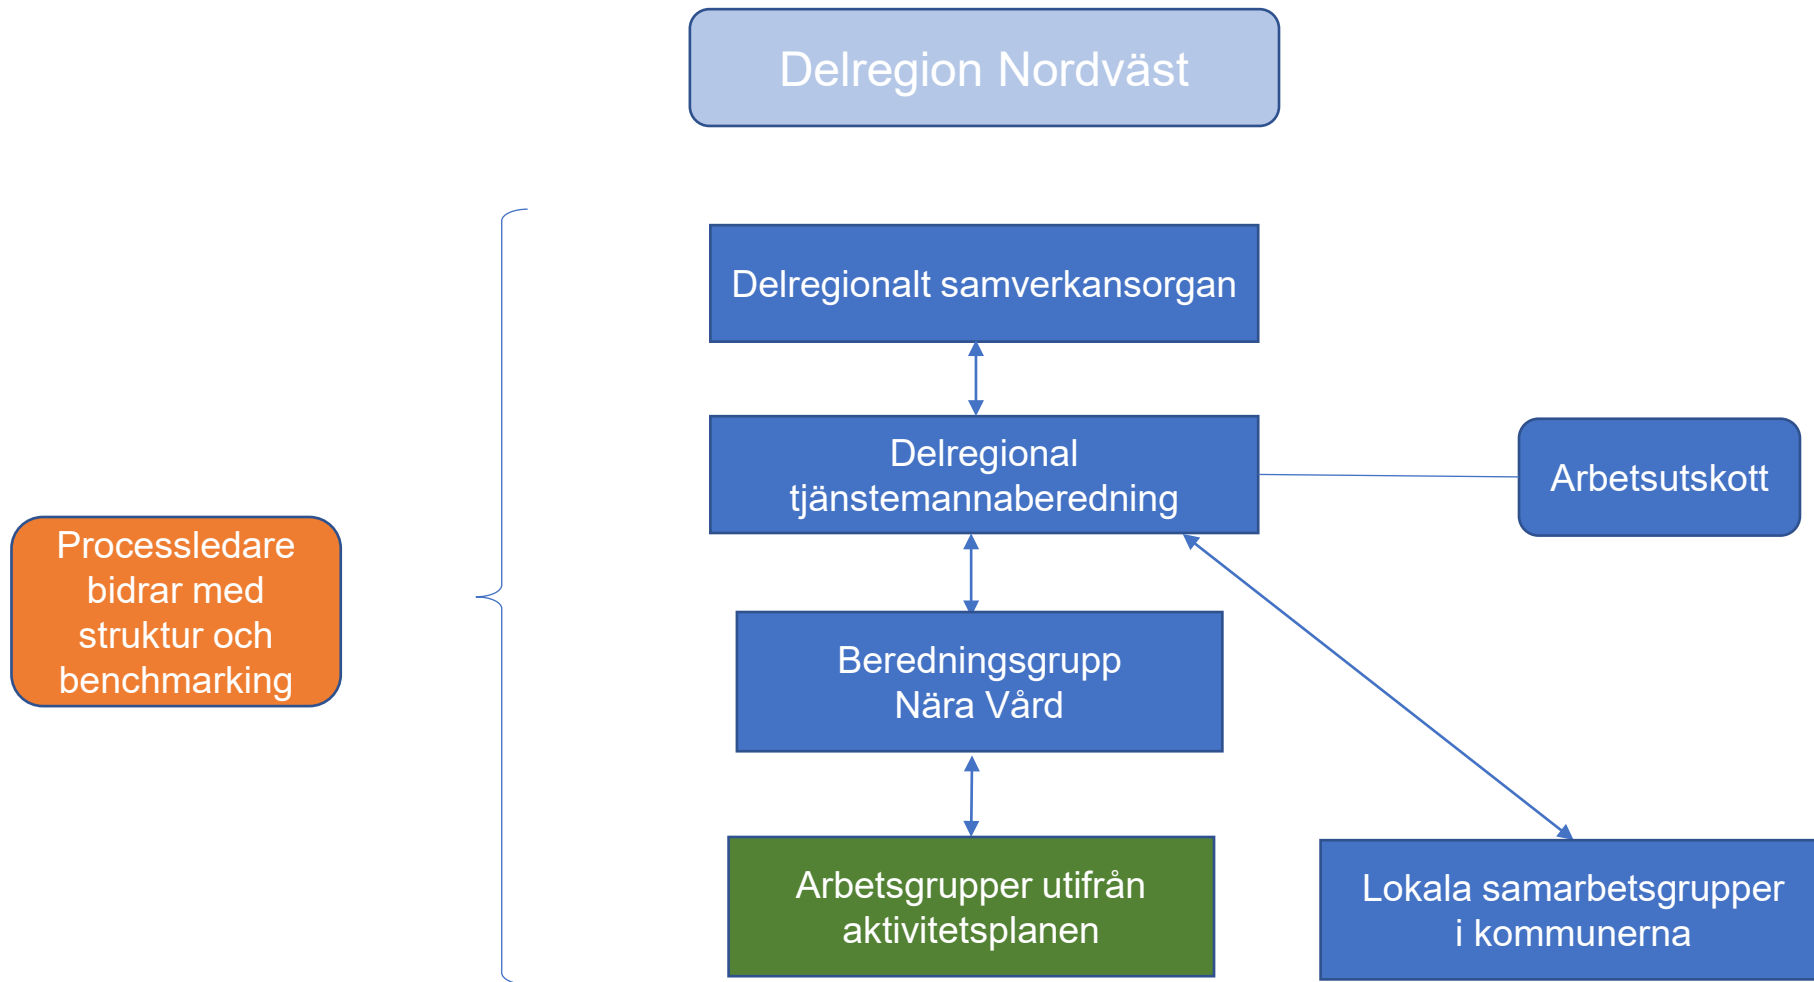 Delregion Nordväst
Delregionalt samverkansorgan
Delregional
tjänstemannaberedning
Arbetsutskott
Processledare
bidrar med
struktur och
benchmarking
Beredningsgrupp
Nära Vård
Arbetsgrupper utifrån
aktivitetsplanen
Lokala samarbetsgrupper
i kommunerna